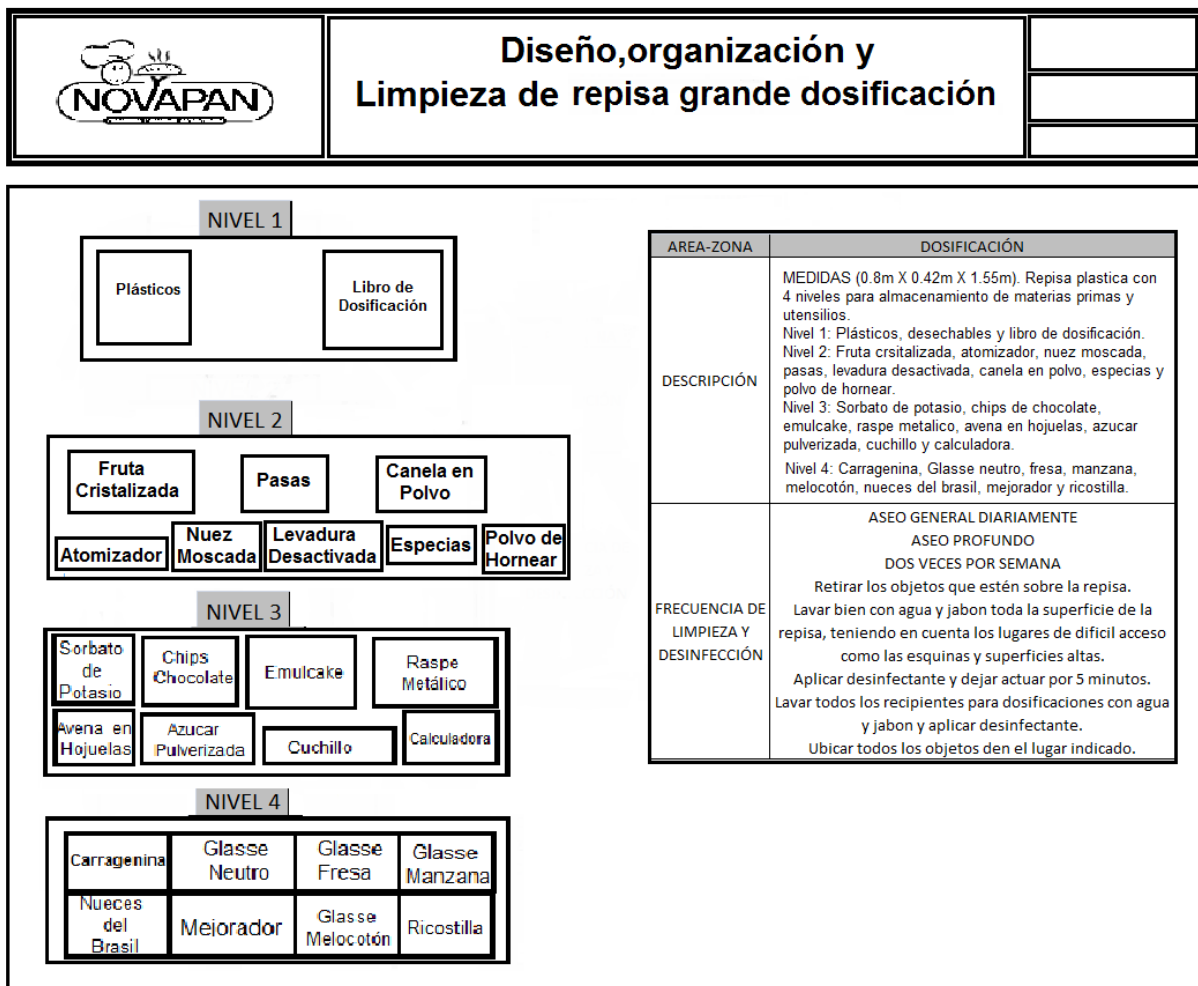 NOVAPAN
Diseño,organización y
Limpieza de repisa grande dosificación
NIVEL 1
Plásticos
Libro de
Dosificación
NIVEL 2
Fruta
Cristalizada
Pasas
Canela en
Polvo
Atomizador
Nuez
Moscada
Levadura
Desactivada
Especias
Polvo de
Hornear
NIVEL 3
Sorbato
de
Potasio
Chips
Chocolate
Emulcake
Raspe
Metálico
Avena en
Hojuelas
Azucar
Pulverizada
Cuchillo
Calculadora
NIVEL 4
Carragenina
Glasse
Neutro
Glasse
Fresa
Glasse
Manzana
Nueces
del
Brasil
Mejorador
Glasse
Melocotón
Ricostilla
AREA-ZONA
DOSIFICACIÓN
DESCRIPCIÓN
MEDIDAS (0.8m X 0.42m X 1.55m). Repisa plastica con
4 niveles para almacenamiento de materias primas y
utensilios.
Nivel 1: Plásticos, desechables y libro de dosificación.
Nivel 2: Fruta crsitalizada, atomizador, nuez moscada,
pasas, levadura desactivada, canela en polvo, especias y
polvo de hornear.
Nivel 3: Sorbato de potasio, chips de chocolate,
emulcake, raspe metalico, avena en hojuelas, azucar
pulverizada, cuchillo y calculadora.
Nivel 4: Carragenina, Glasse neutro, fresa, manzana,
melocotón, nueces del brasil, mejorador y ricostilla.
FRECUENCIA DE
LIMPIEZA Y
DESINFECCIÓN
ASEO GENERAL DIARIAMENTE
ASEO PROFUNDO
DOS VECES POR SEMANA
Retirar los objetos que estén sobre la repisa.
Lavar bien con agua y jabon toda la superficie de la
repisa, teniendo en cuenta los lugares de dificil acceso
como las esquinas y superficies altas.
Aplicar desinfectante y dejar actuar por 5 minutos.
Lavar todos los recipientes para dosificaciones con agua
y jabon y aplicar desinfectante.
Ubicar todos los objetos den el lugar indicado.